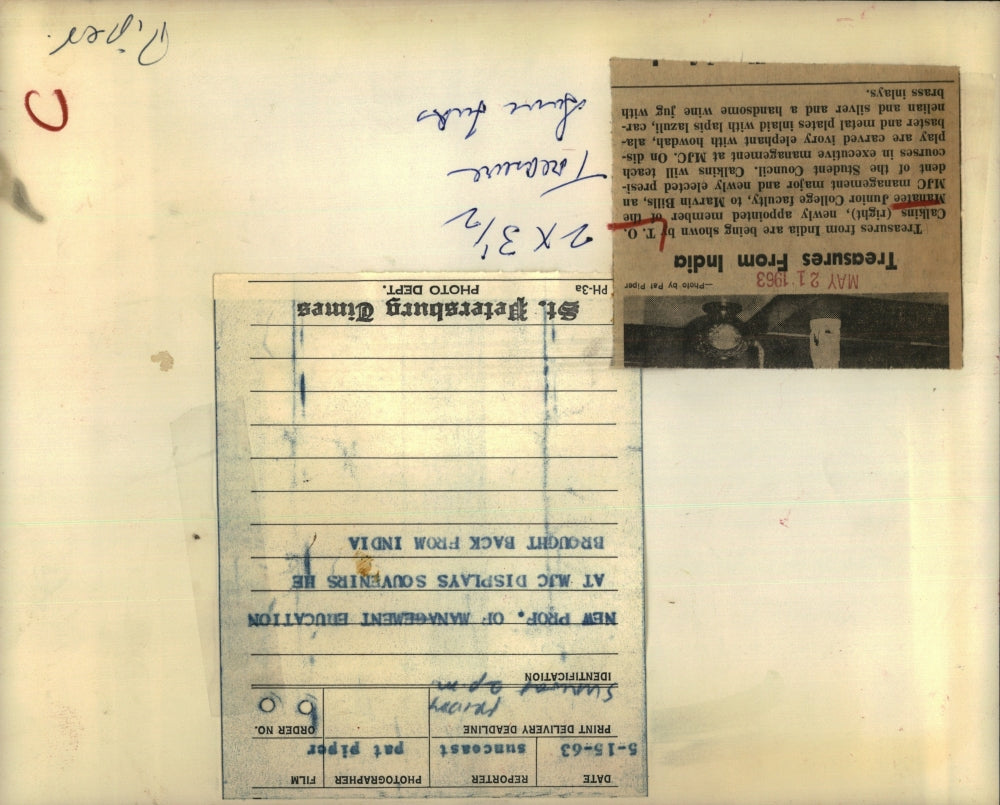 DATE
REPORTER
PHOTOGRAPHER
FILM
5-15-63
suncoast
pat piper
PRINT DELIVERY DEADLINE
ORDER NO.
FRIDAY
2 pm
IDENTIFICATION
NEW PROF. OF MANAGEMENT EDUCATION
AT MJC DISPLAYS SOUVENIRS HE
BROUGHT BACK FROM INDIA
St. Petersburg Times
PH-3a
PHOTO DEPT.
—Photo by Pat Piper
MAY 21 1963
Treasures From India
Treasures from India are being shown by T. O.
Calkins (right), newly appointed member of the
Manatee Junior College faculty, to Marvin Bills, an
MJC management major and newly elected presi-
dent of the Student Council. Calkins will teach
courses in executive management at MJC. On dis-
play are carved ivory elephant with howdah, ala-
baster and metal plates inlaid with lapis lazuli, car-
nelian and silver and a handsome wine jug with
brass inlays.
2 X 3 1/2
Treasure
C
Piper